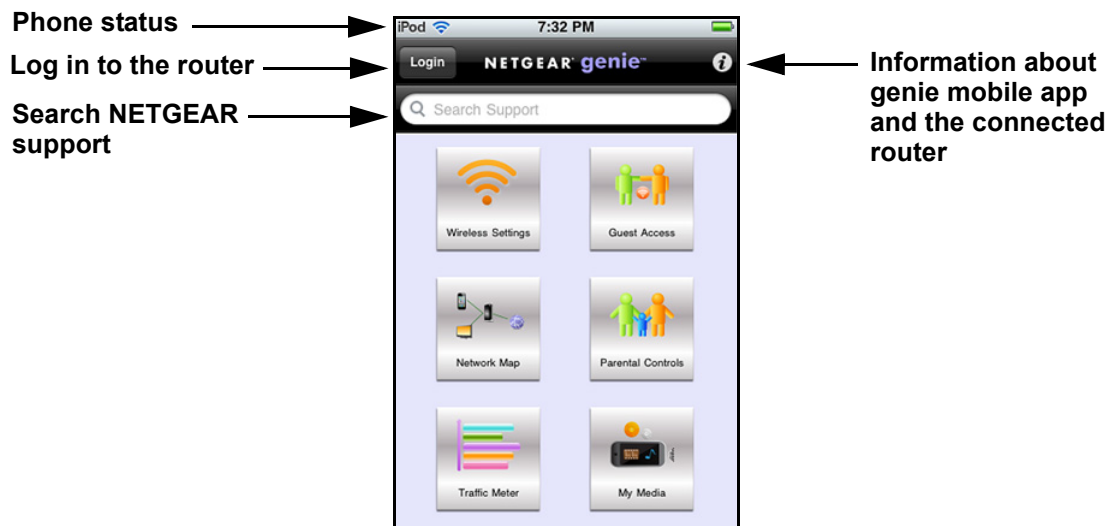 Phone status
Log in to the router
Search NETGEAR
support
iPod 7:32 PM
Login NETGEAR® genie™ i
Search Support
Wireless Settings Guest Access
Network Map Parental Controls
Traffic Meter My Media
Information about
genie mobile app
and the connected
router